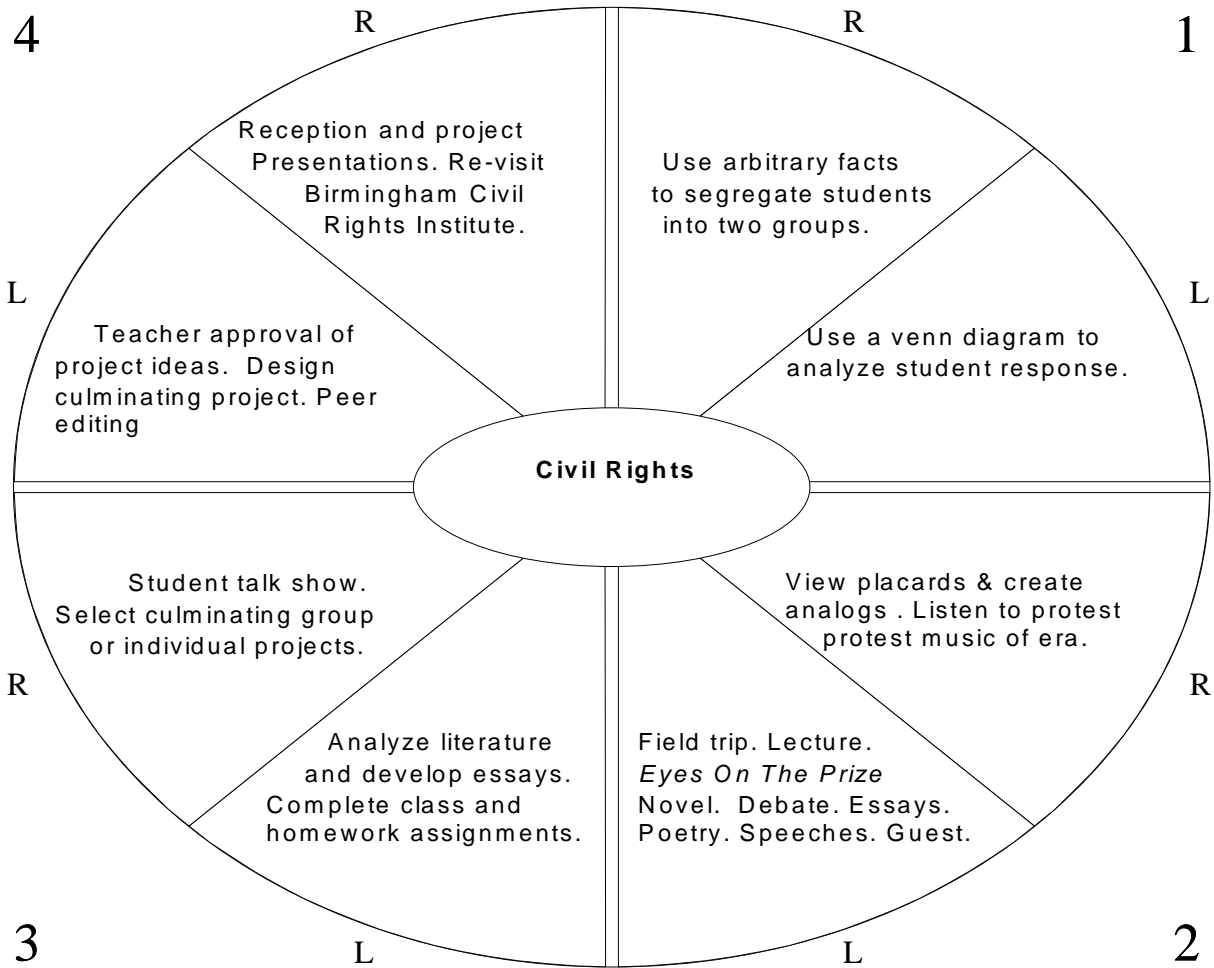 4
R
R
1
Reception and project
Presentations. Re-visit
Birmingham Civil
Rights Institute.
Use arbitrary facts
to segregate students
into two groups.
L
L
Teacher approval of
project ideas. Design
culminating project. Peer
editing
Use a venn diagram to
analyze student response.
Civil Rights
Student talk show.
Select culminating group
or individual projects.
View placards & create
analogs . Listen to protest
protest music of era.
R
R
Analyze literature
and develop essays.
Complete class and
homework assignments.
Field trip. Lecture.
Eyes On The Prize
Novel. Debate. Essays.
Poetry. Speeches. Guest.
3
L
L
2